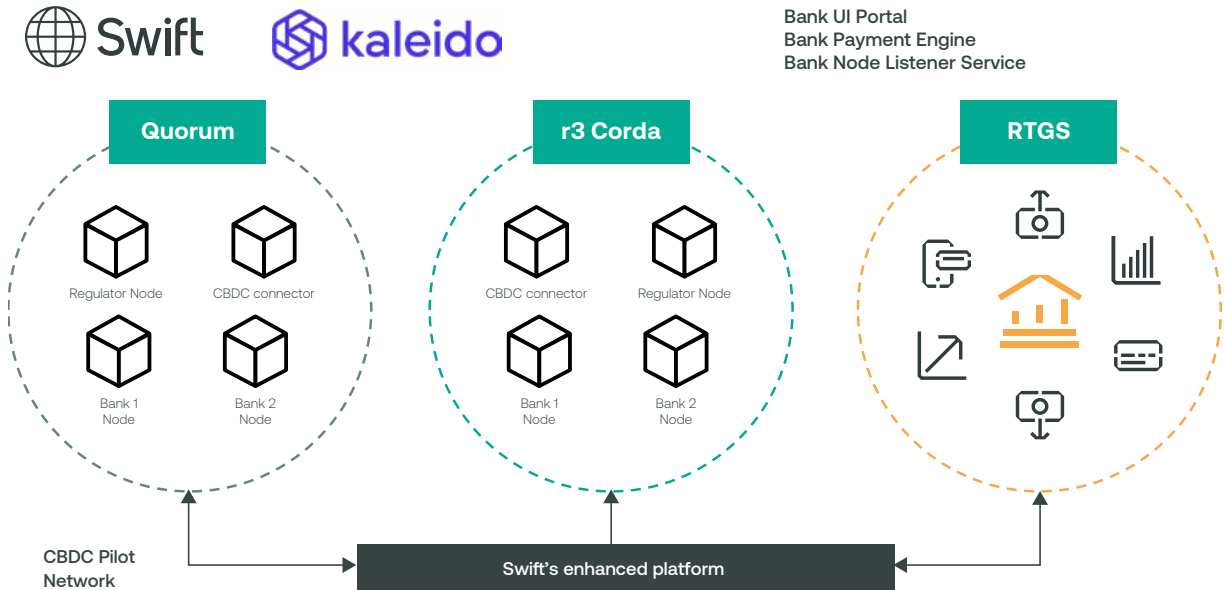 Swift
kaleido
Bank UI Portal
Bank Payment Engine
Bank Node Listener Service
Quorum
r3 Corda
RTGS
Regulator Node
CBDC connector
Bank 1
Node
Bank 2
Node
CBDC connector
Regulator Node
Bank 1
Node
Bank 2
Node
CBDC Pilot
Network
Swift's enhanced platform